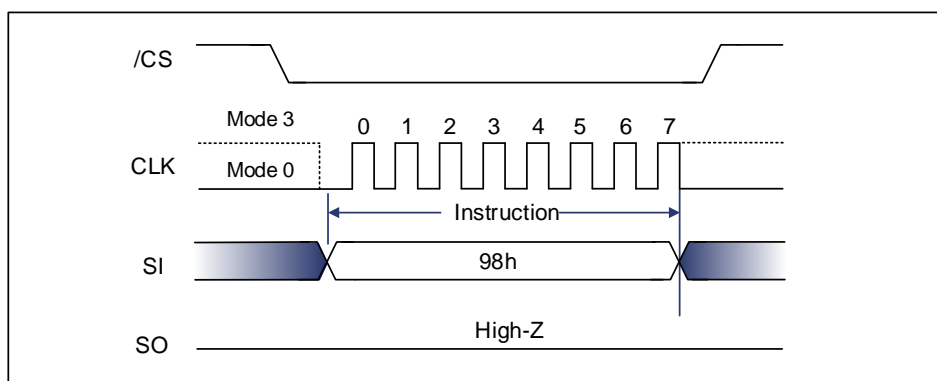 /CS
Mode 3
0 1 2 3 4 5 6 7
CLK
Mode 0
Instruction
SI
98h
High-Z
SO